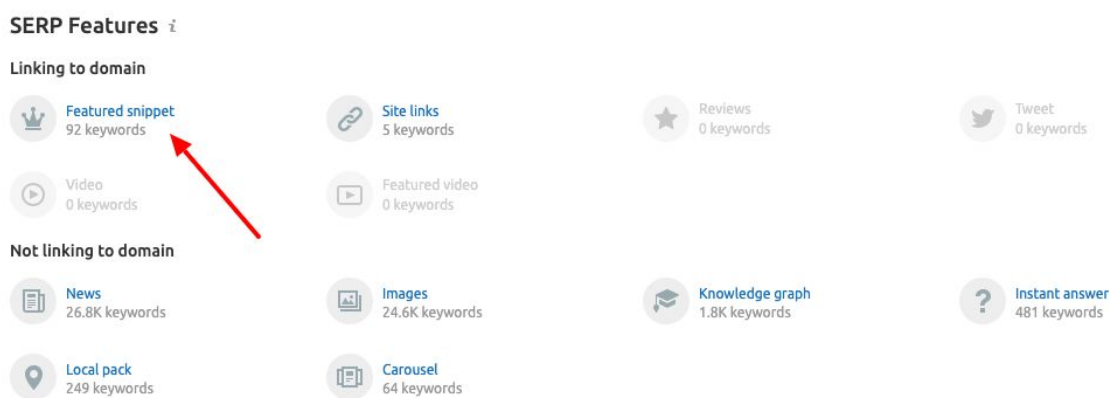 SERP Features i
Linking to domain
Featured snippet
92 keywords
Site links
5 keywords
Reviews
0 keywords
Tweet
0 keywords
Video
0 keywords
Featured video
0 keywords
Not linking to domain
News
26.8K keywords
Images
24.6K keywords
Knowledge graph
1.8K keywords
Instant answer
481 keywords
Local pack
249 keywords
Carousel
64 keywords